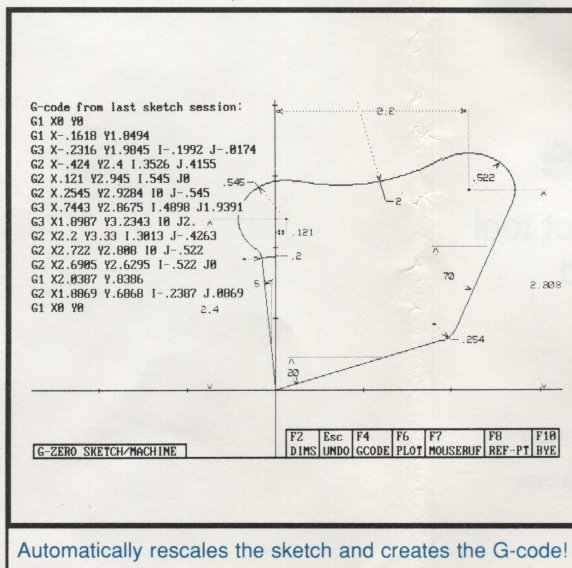 G-code from last sketch session:
G1 X0 Y0
G1 X-.1618 Y1.8494
G3 X-.2316 Y1.9845 I-.1992 J-.0174
G2 X-.424 Y2.4 I.3526 J.4155
G2 X.121 Y2.945 I.545 J0
G2 X.2545 Y2.9284 I0 J-.545
G3 X.7443 Y2.8675 I.4898 J1.9391
G3 X1.8987 Y3.2343 I0 J2.
G2 X2.2 Y3.33 I.3013 J-.4263
G2 X2.722 Y2.808 I0 J-.522
G2 X2.6905 Y2.6295 I-.522 J0
G1 X2.0387 Y.8386
G2 X1.8869 Y.6868 I-.2387 J.0869
G1 X0 Y0
2.2
.545
.522
2
.121
.2
5
70
2.808
2.4
.254
20
G-ZERO SKETCH/MACHINE
F2 Esc F4 F6 F7 F8 F10
DIMS UNDO GCODE PLOT MOUSERUF REF-PT BYE
Automatically rescales the sketch and creates the G-code!